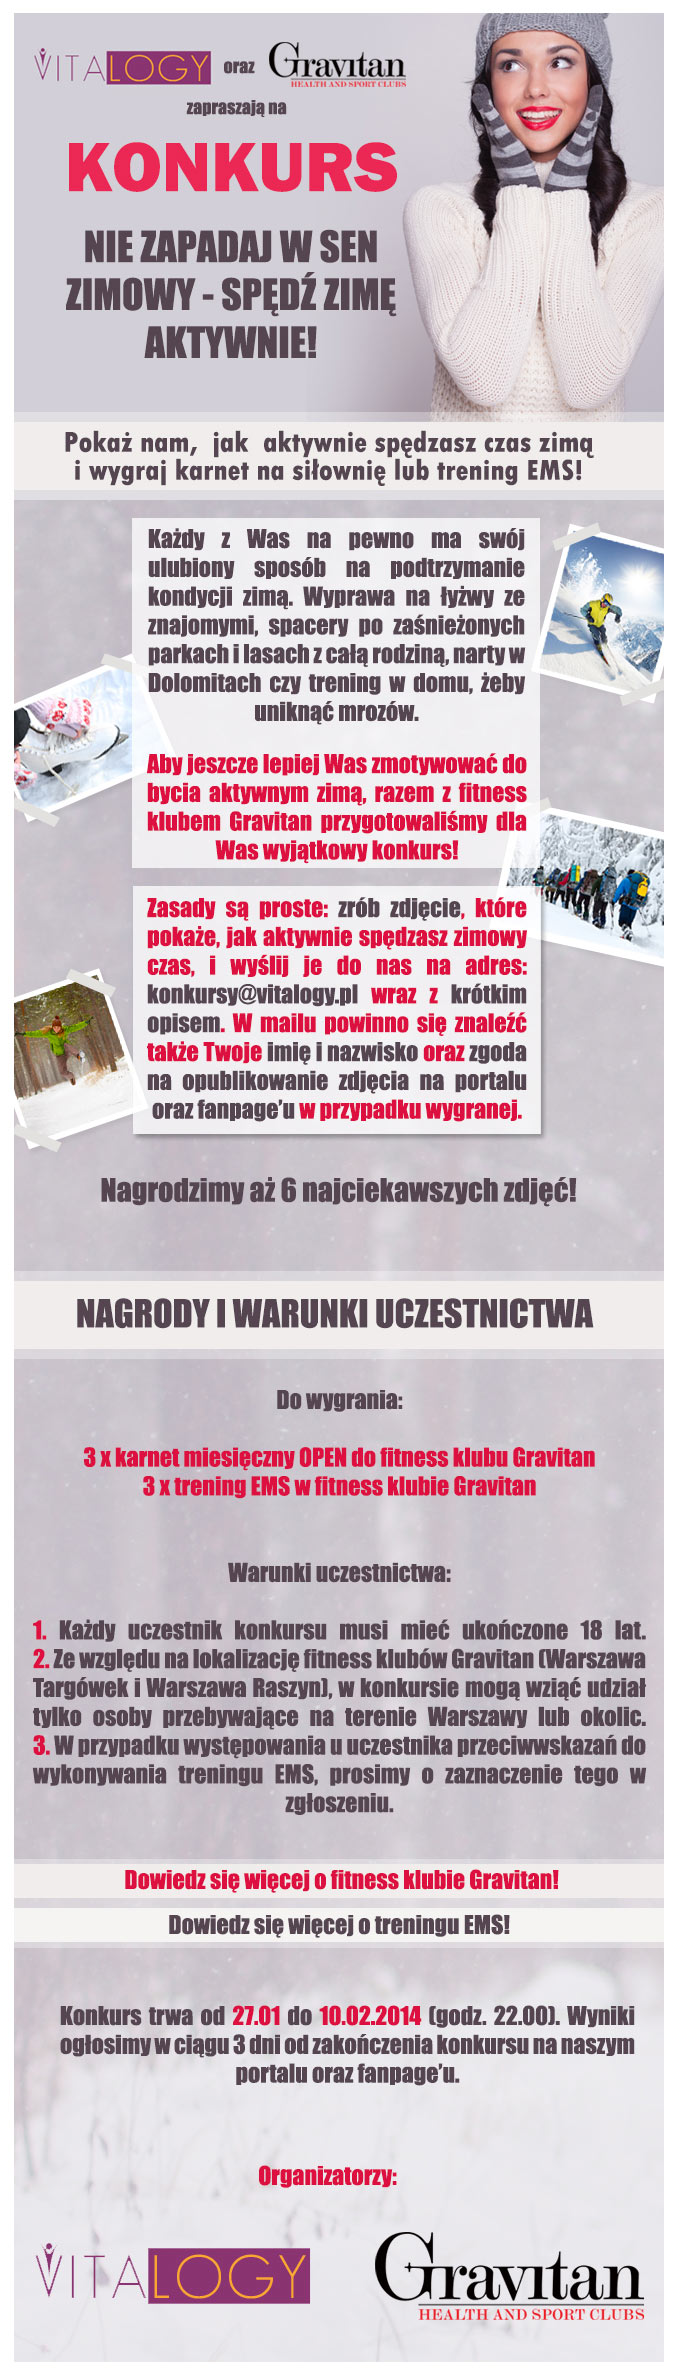 VITALOGY oraz Gravitan
HEALTH AND SPORT CLUBS
zapraszają na
KONKURS
NIE ZAPADAJ W SEN
ZIMOWY - SPĘDŹ ZIMĘ
AKTYWNIE!
Pokaż nam, jak aktywnie spędzasz czas zimą
i wygraj karnet na siłownię lub trening EMS!
Każdy z Was na pewno ma swój
ulubiony sposób na podtrzymanie
kondycji zimą. Wyprawa na łyżwy ze
znajomymi, spacery po zaśnieżonych
parkach i lasach z całą rodziną, narty w
Dolomitach czy trening w domu, żeby
uniknąć mrozów.
Aby jeszcze lepiej Was zmotywować do
bycia aktywnym zimą, razem z fitness
klubem Gravitan przygotowaliśmy dla
Was wyjątkowy konkurs!
Zasady są proste: zrób zdjęcie, które
pokaże, jak aktywnie spędzasz zimowy
czas, i wyślij je do nas na adres:
konkursy@vitalogy.pl wraz z krótkim
opisem. W mailu powinno się znaleźć
także Twoje imię i nazwisko oraz zgoda
na opublikowanie zdjęcia na portalu
oraz fanpage'u w przypadku wygranej.
Nagrodzimy aż 6 najciekawszych zdjęć!
NAGRODY I WARUNKI UCZESTNICTWA
Do wygrania:
3 x karnet miesięczny OPEN do fitness klubu Gravitan
3 x trening EMS w fitness klubie Gravitan
Warunki uczestnictwa:
1. Każdy uczestnik konkursu musi mieć ukończone 18 lat.
2. Ze względu na lokalizację fitness klubów Gravitan (Warszawa
Targówek i Warszawa Raszyn), w konkursie mogą wziąć udział
tylko osoby przebywające na terenie Warszawy lub okolic.
3. W przypadku występowania u uczestnika przeciwwskazań do
wykonywania treningu EMS, prosimy o zaznaczenie tego w
zgłoszeniu.
Dowiedz się więcej o fitness klubie Gravitan!
Dowiedz się więcej o treningu EMS!
Konkurs trwa od 27.01 do 10.02.2014 (godz. 22.00). Wyniki
ogłosimy w ciągu 3 dni od zakończenia konkursu na naszym
portalu oraz fanpage'u.
Organizatorzy:
VITALOGY Gravitan
HEALTH AND SPORT CLUBS